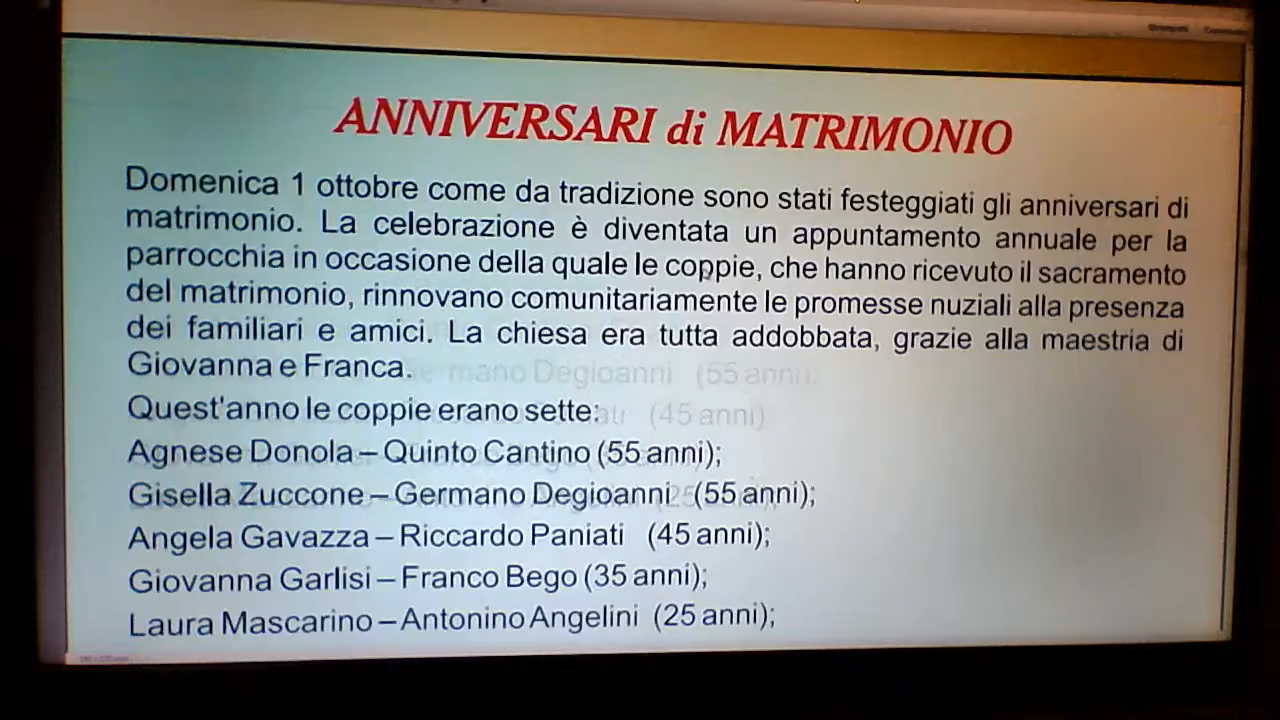 ANNIVERSARI di MATRIMONIO
Domenica 1 ottobre come da tradizione sono stati festeggiati gli anniversari di
matrimonio. La celebrazione è diventata un appuntamento annuale per la
parrocchia in occasione della quale le coppie, che hanno ricevuto il sacramento
del matrimonio, rinnovano comunitariamente le promesse nuziali alla presenza
dei familiari e amici. La chiesa era tutta addobbata, grazie alla maestria di
Giovanna e Franca.
Quest'anno le coppie erano sette:
Agnese Donola – Quinto Cantino (55 anni);
Gisella Zuccone – Germano Degioanni (55 anni);
Angela Gavazza – Riccardo Paniati (45 anni);
Giovanna Garlisi – Franco Bego (35 anni);
Laura Mascarino – Antonino Angelini (25 anni);